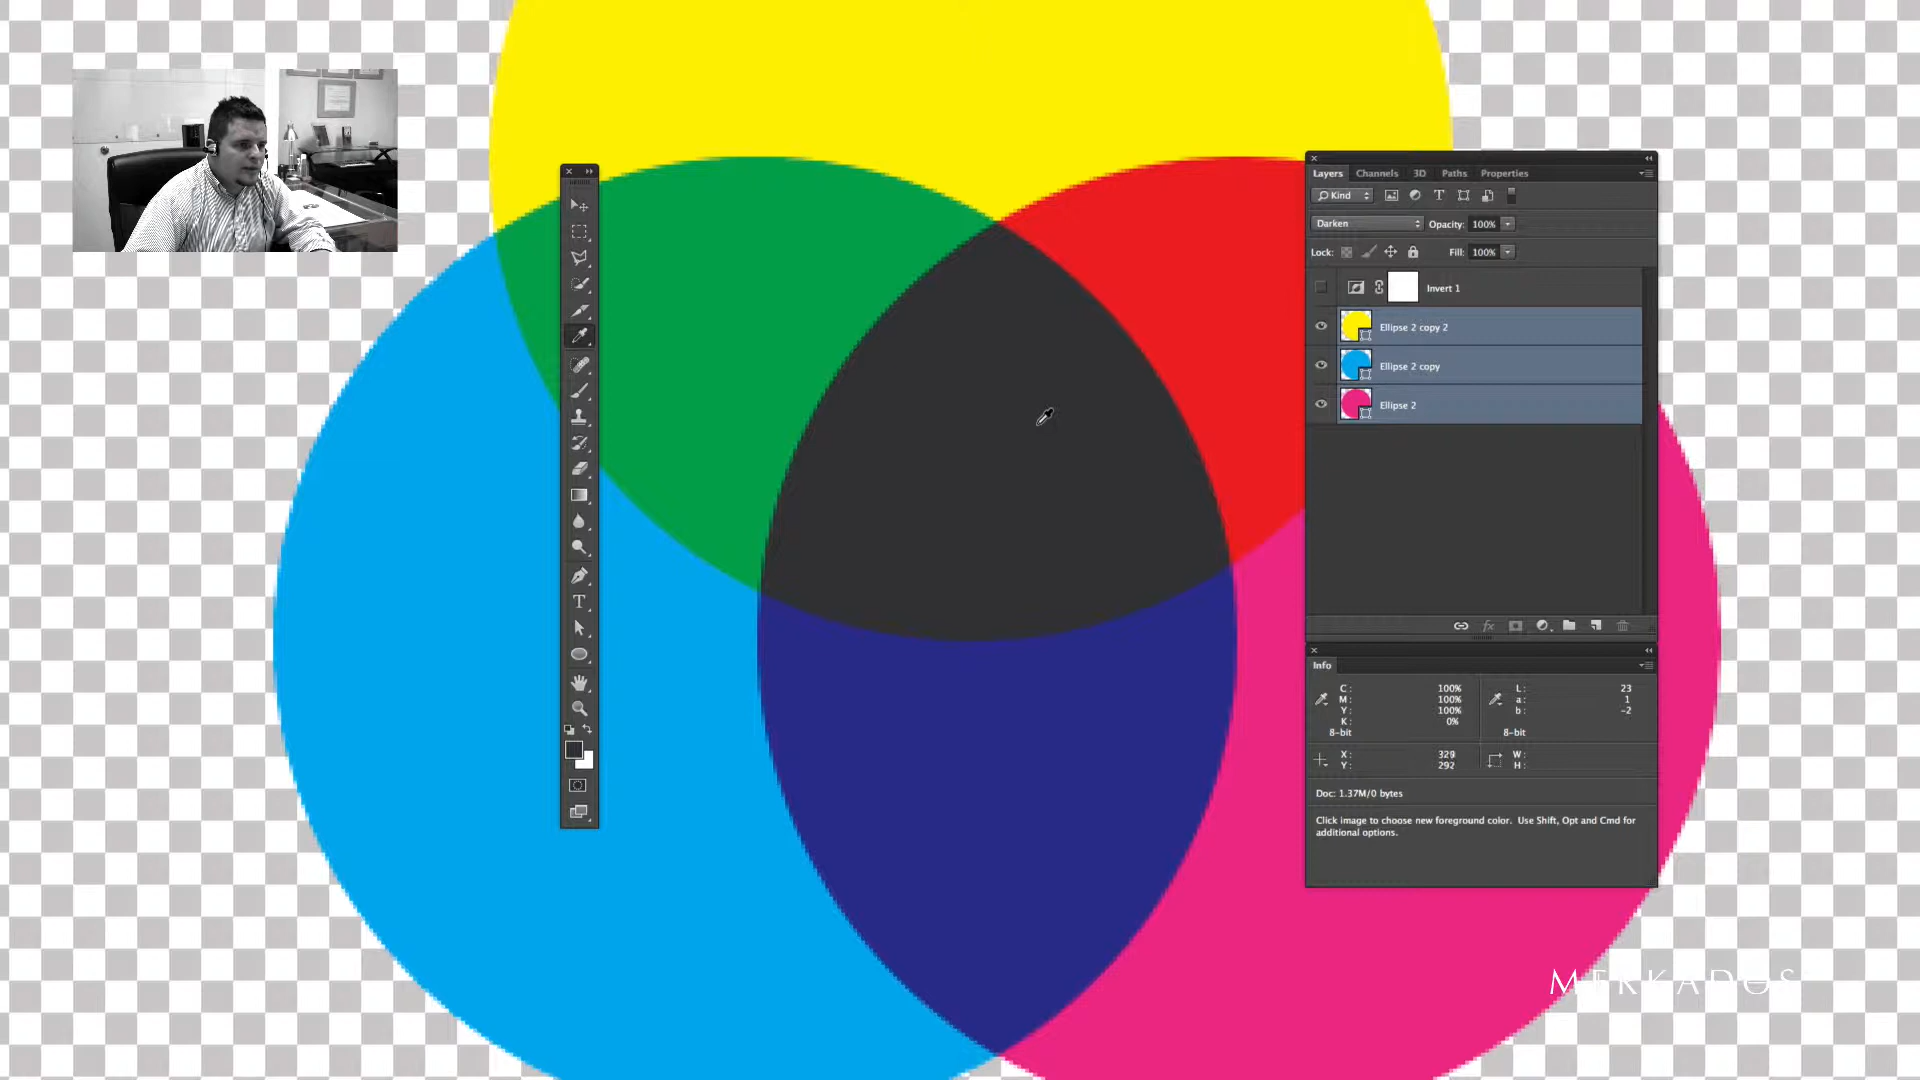 Layers Channels 3D Paths Properties
Kind T
Darken Opacity: 100%
Lock: Fill: 100%
Invert 1
Ellipse 2 copy 2
Ellipse 2 copy
Ellipse 2
fx
Info
C: 100% L: 23
M: 100% a: 1
Y: 100% b: -2
K: 0%
8-bit 8-bit
X: 329 W:
Y: 292 H:
Doc: 1.37M/0 bytes
Click image to choose new foreground color. Use Shift, Opt and Cmd for
additional options.
T
MERKADOS